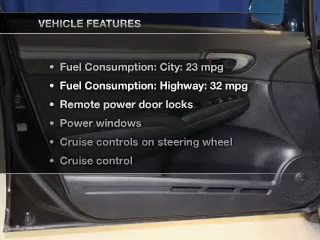 VEHICLE FEATURES
• Fuel Consumption: City: 23 mpg
• Fuel Consumption: Highway: 32 mpg
• Remote power door locks
• Power windows
• Cruise controls on steering wheel
• Cruise control